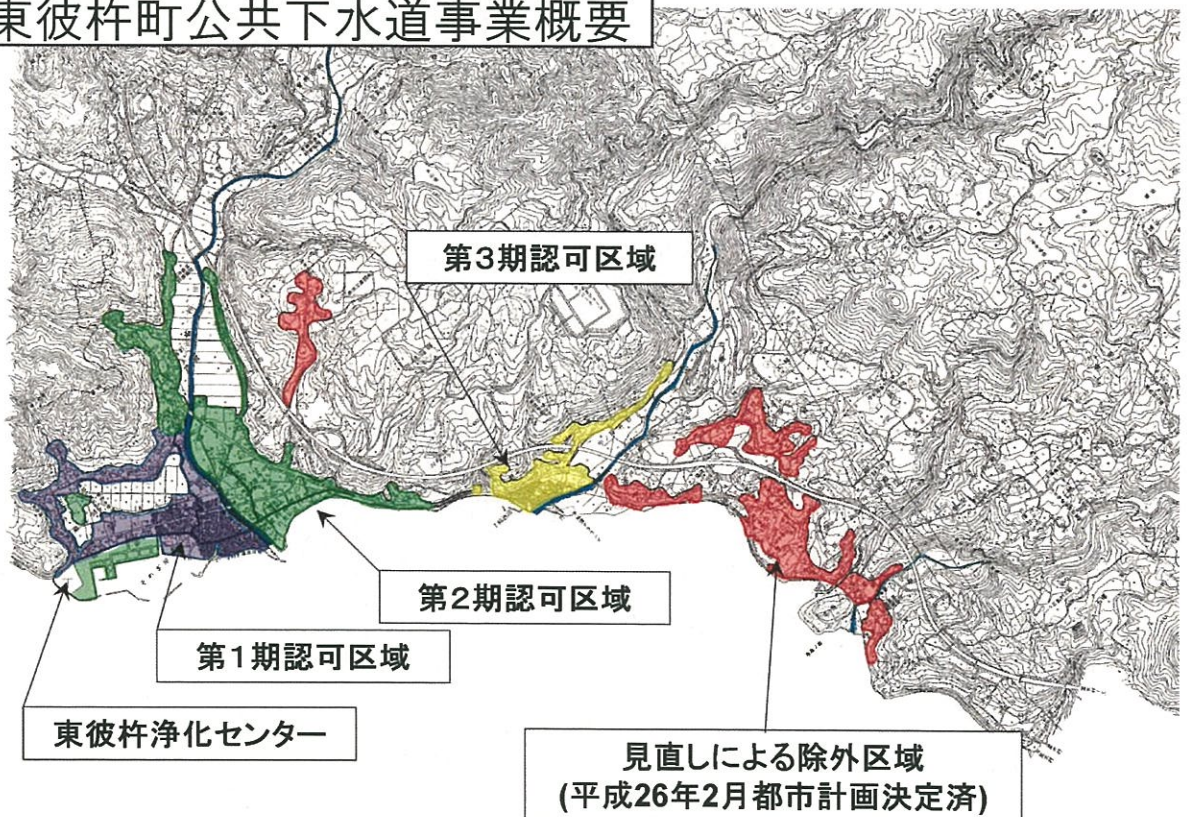 東彼杵町公共下水道事業概要
第3期認可区域
第2期認可区域
第1期認可区域
東彼杵浄化センター
見直しによる除外区域
(平成26年2月都市計画決定済)